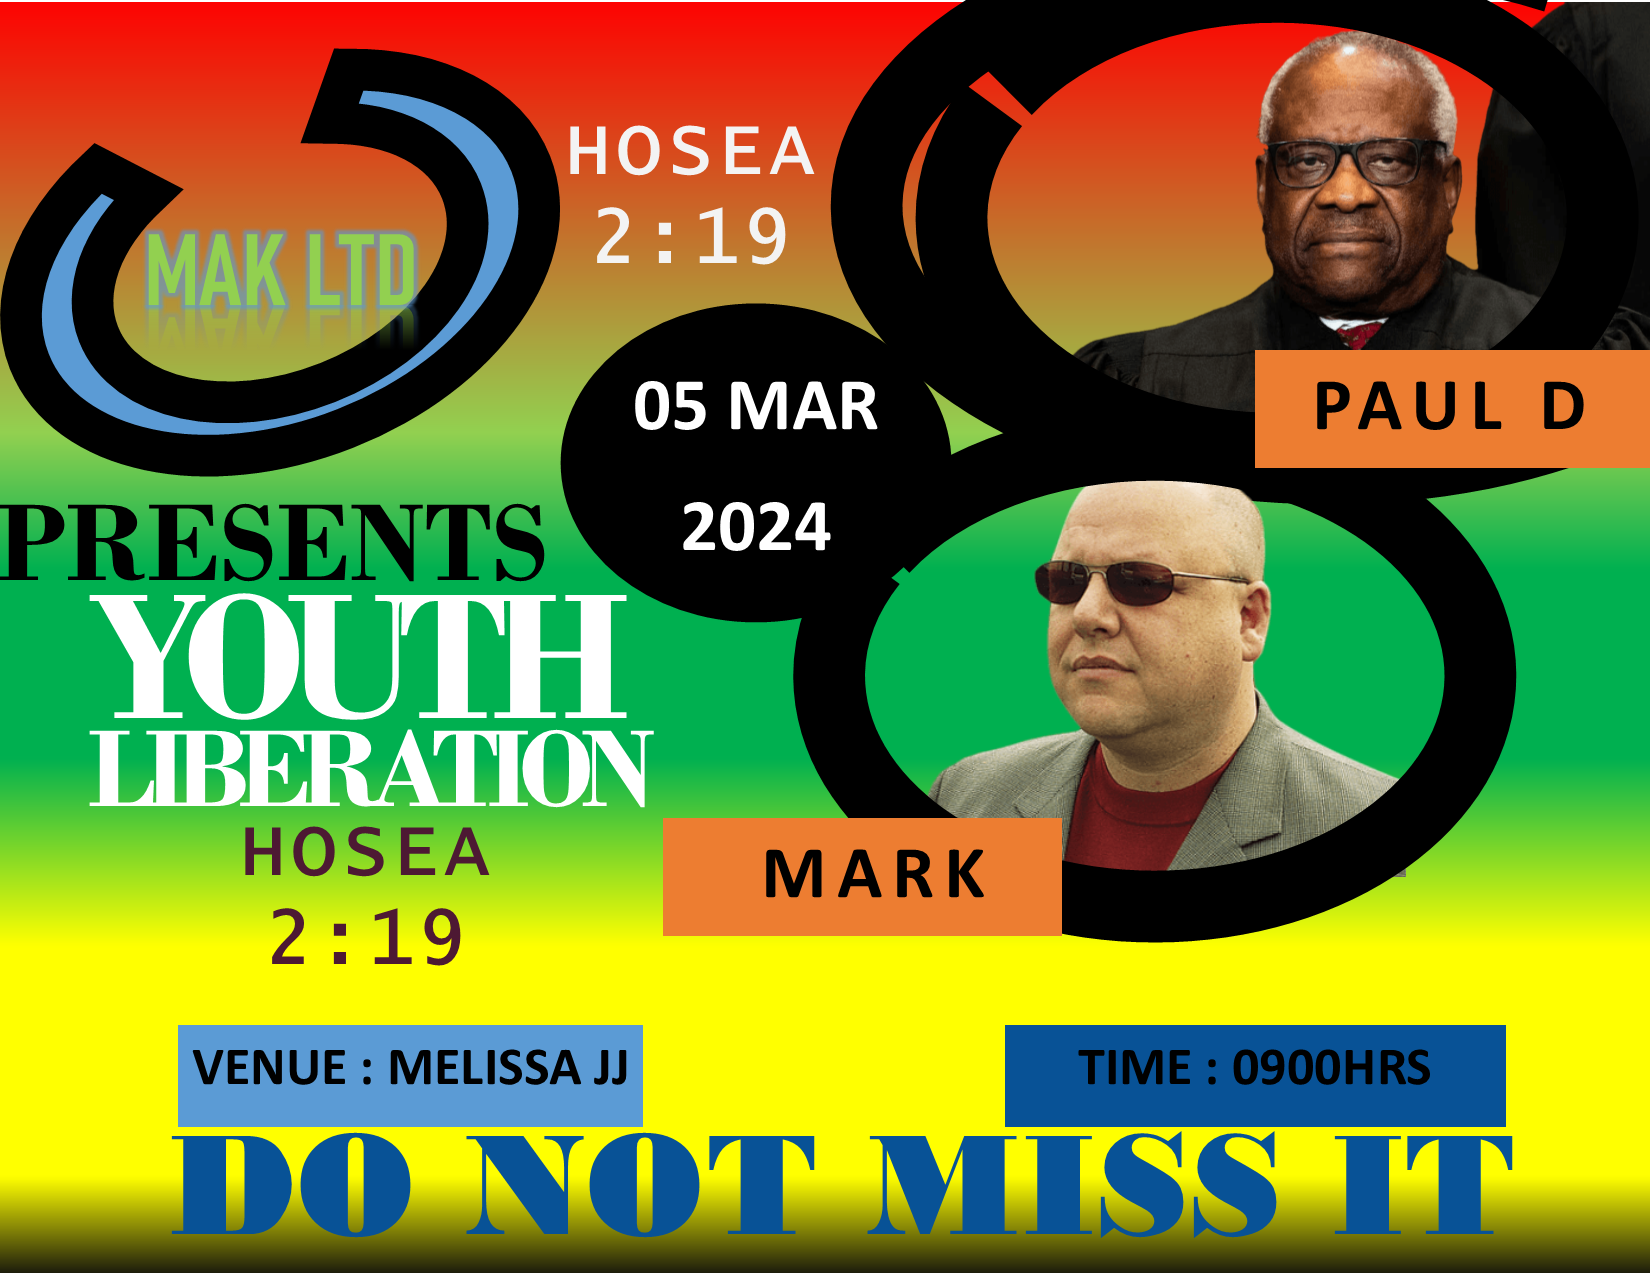 MAK LTD
HOSEA
2:19
05 MAR
2024
PAUL D
PRESENTS
YOUTH
LIBERATION
HOSEA
2:19
MARK
VENUE : MELISSA JJ
TIME : 0900HRS
DO NOT MISS IT